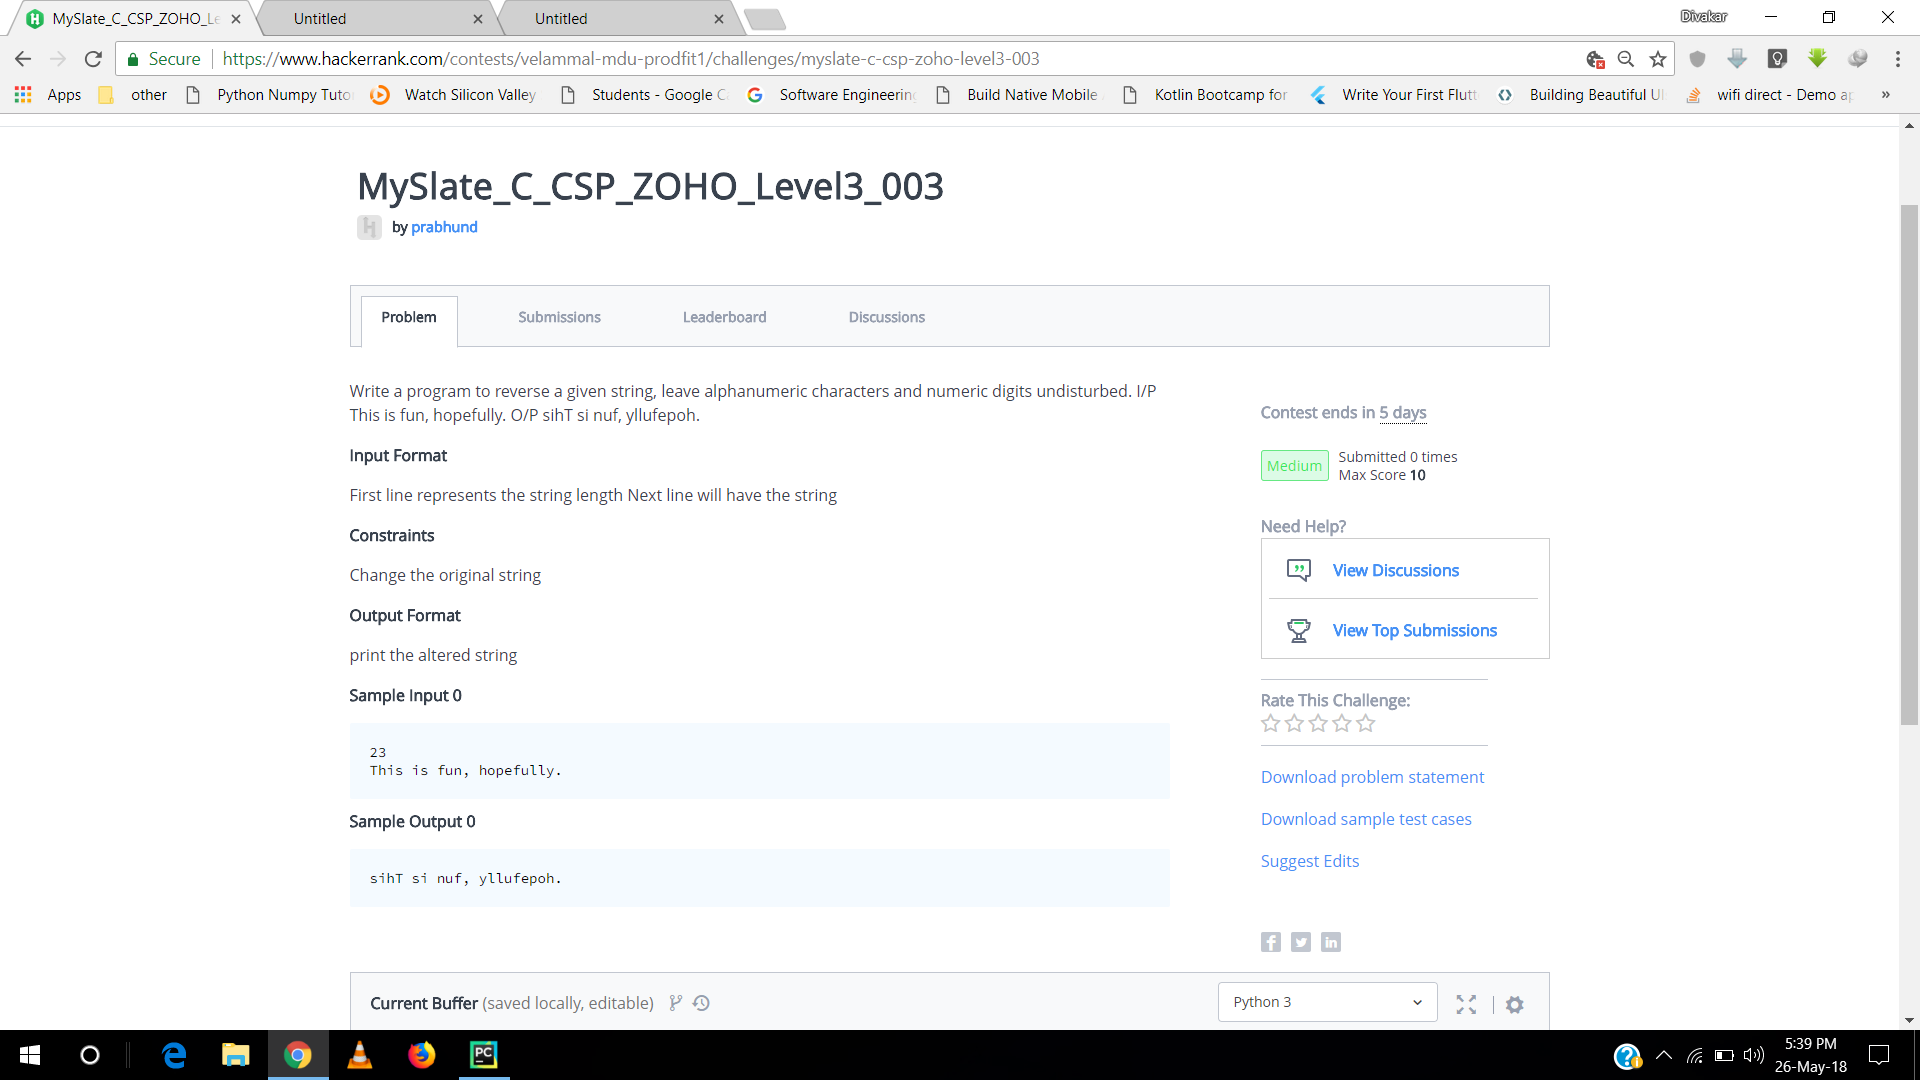 MySlate_C_CSP_ZOHO_Le
Untitled
Untitled
Divakar
Secure
https://www.hackerrank.com/contests/velammal-mdu-prodfit1/challenges/myslate-c-csp-zoho-level3-003
Apps other Python Numpy Tuto Watch Silicon Valley Students - Google C Software Engineering Build Native Mobile Kotlin Bootcamp for Write Your First Flutt Building Beautiful UI wifi direct - Demo ap »
MySlate_C_CSP_ZOHO_Level3_003
by prabhund
Problem Submissions Leaderboard Discussions
Write a program to reverse a given string, leave alphanumeric characters and numeric digits undisturbed. I/P
This is fun, hopefully. O/P sihT si nuf, yllufepoh.
Input Format
First line represents the string length Next line will have the string
Constraints
Change the original string
Output Format
print the altered string
Sample Input 0
23
This is fun, hopefully.
Sample Output 0
sihT si nuf, yllufepoh.
Contest ends in 5 days
Medium
Submitted 0 times
Max Score 10
Need Help?
View Discussions
View Top Submissions
Rate This Challenge:
Download problem statement
Download sample test cases
Suggest Edits
Current Buffer (saved locally, editable)
Python 3
PC
5:39 PM
26-May-18